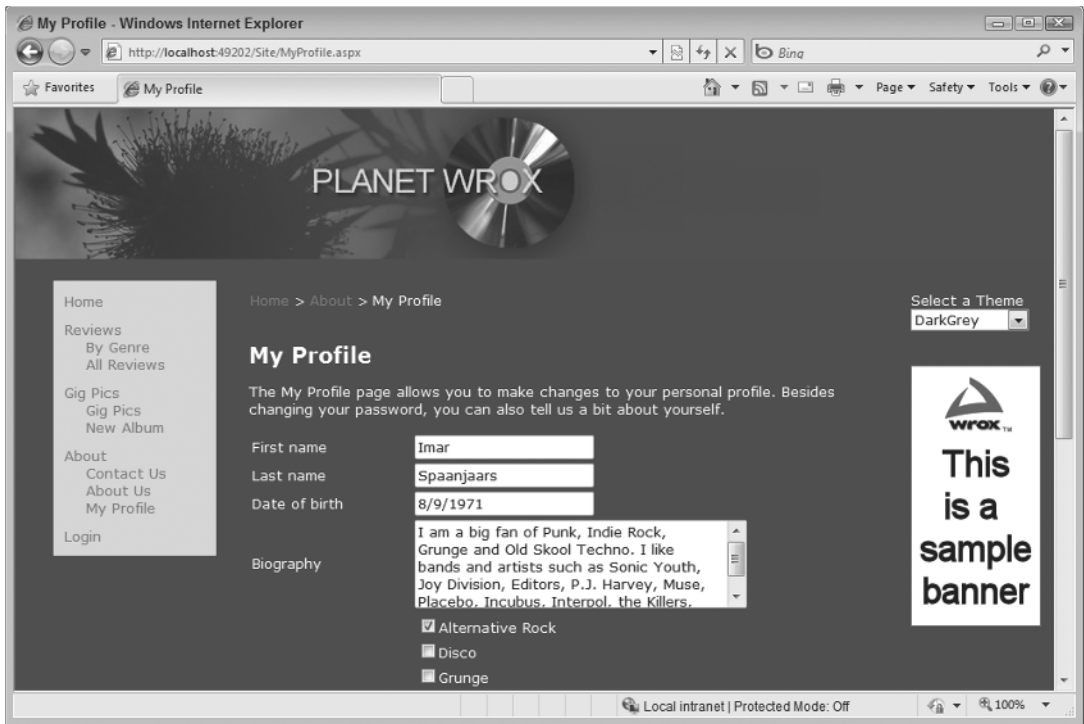 My Profile - Windows Internet Explorer
http://localhost:49202/Site/MyProfile.aspx
Bing
Favorites
My Profile
Page
Safety
Tools
PLANET WROX
Home
Reviews
By Genre
All Reviews
Gig Pics
Gig Pics
New Album
About
Contact Us
About Us
My Profile
Login
Home > About > My Profile
My Profile
The My Profile page allows you to make changes to your personal profile. Besides
changing your password, you can also tell us a bit about yourself.
First name
Imar
Last name
Spaanjaars
Date of birth
8/9/1971
Biography
I am a big fan of Punk, Indie Rock,
Grunge and Old Skool Techno. I like
bands and artists such as Sonic Youth,
Joy Division, Editors, P.J. Harvey, Muse,
Placebo, Incubus, Interpol, the Killers,
Alternative Rock
Disco
Grunge
Select a Theme
DarkGrey
wrox TM
This
is a
sample
banner
Local intranet | Protected Mode: Off
100%